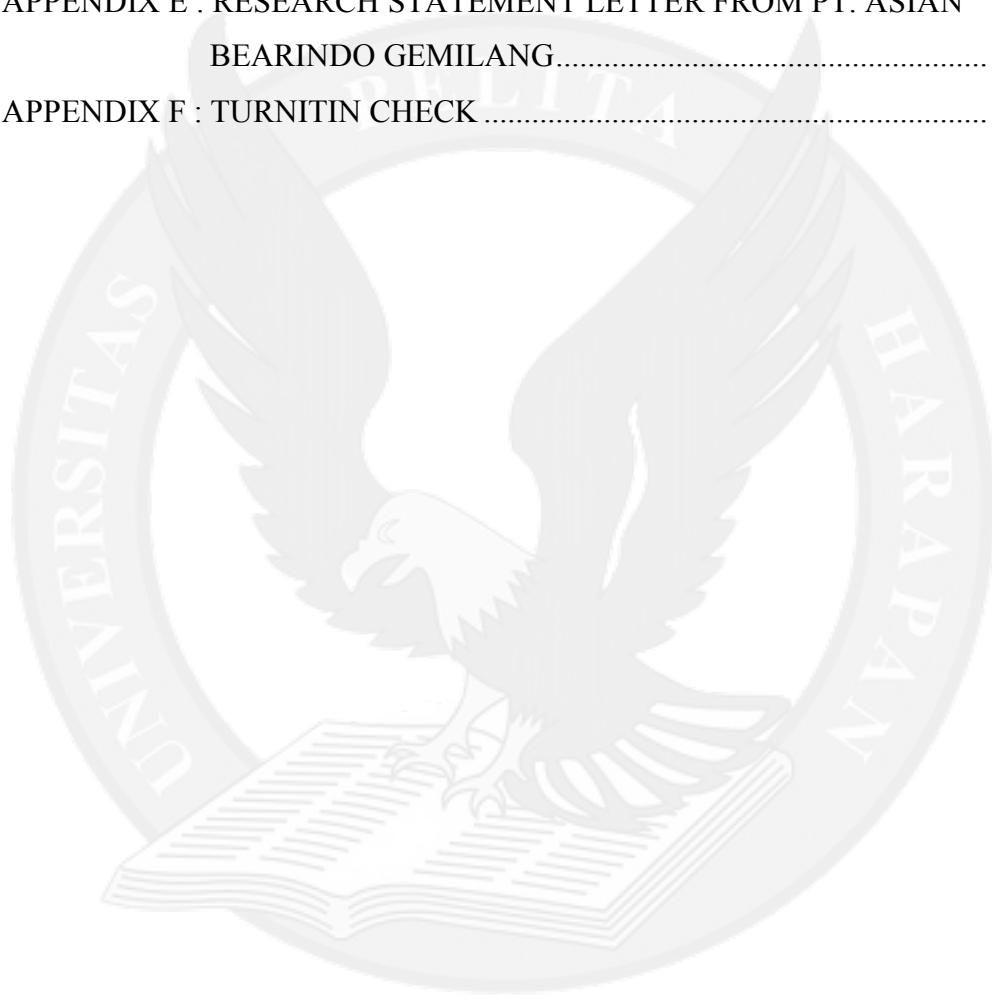 APPENDIX E : RESEARCH STATEMENT LETTER FROM PT. ASIAN
BEARINDO GEMILANG.......................................................
APPENDIX F : TURNITIN CHECK ................................................................
UNIVERSITAS PELITA HARAPAN